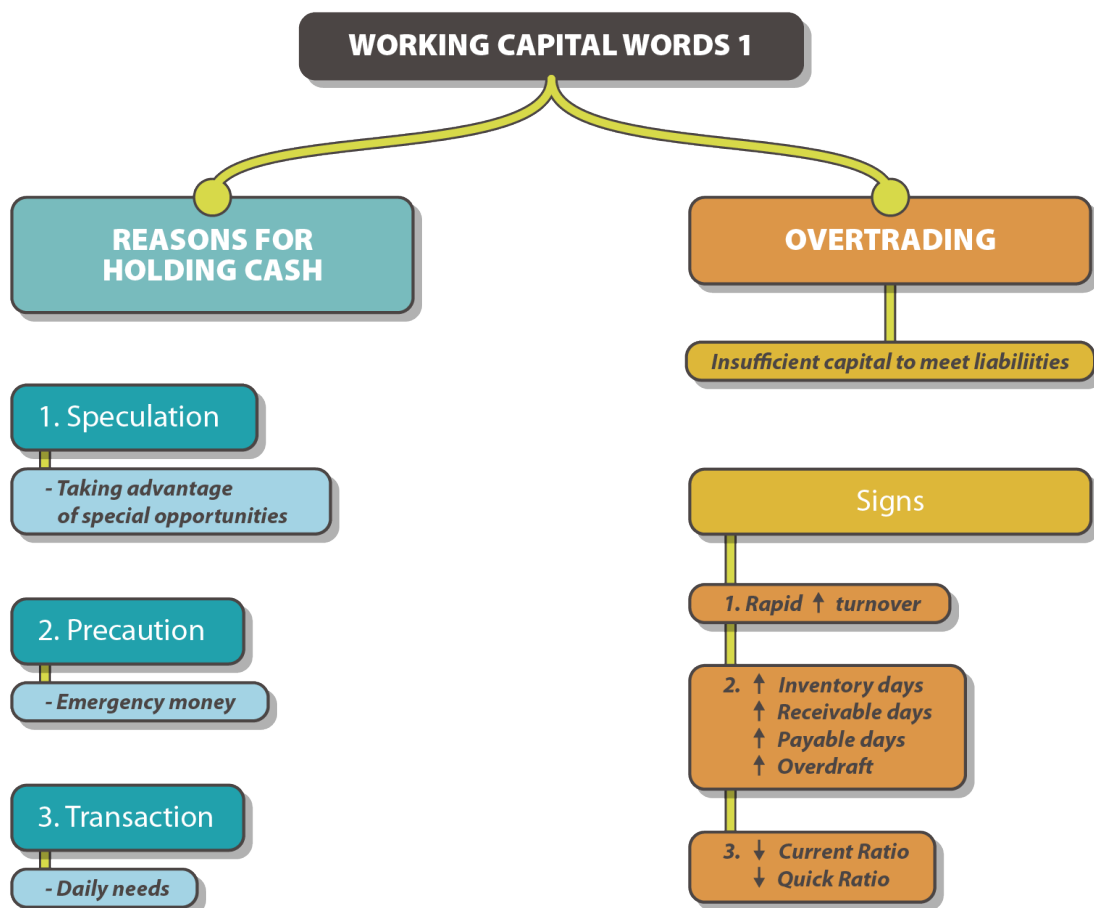 WORKING CAPITAL WORDS 1
REASONS FOR
HOLDING CASH
1. Speculation
- Taking advantage
of special opportunities
2. Precaution
- Emergency money
3. Transaction
- Daily needs
OVERTRADING
Insufficient capital to meet liabiliities
Signs
1. Rapid ↑ turnover
2. ↑ Inventory days
↑ Receivable days
↑ Payable days
↑ Overdraft
3. ↓ Current Ratio
↓ Quick Ratio